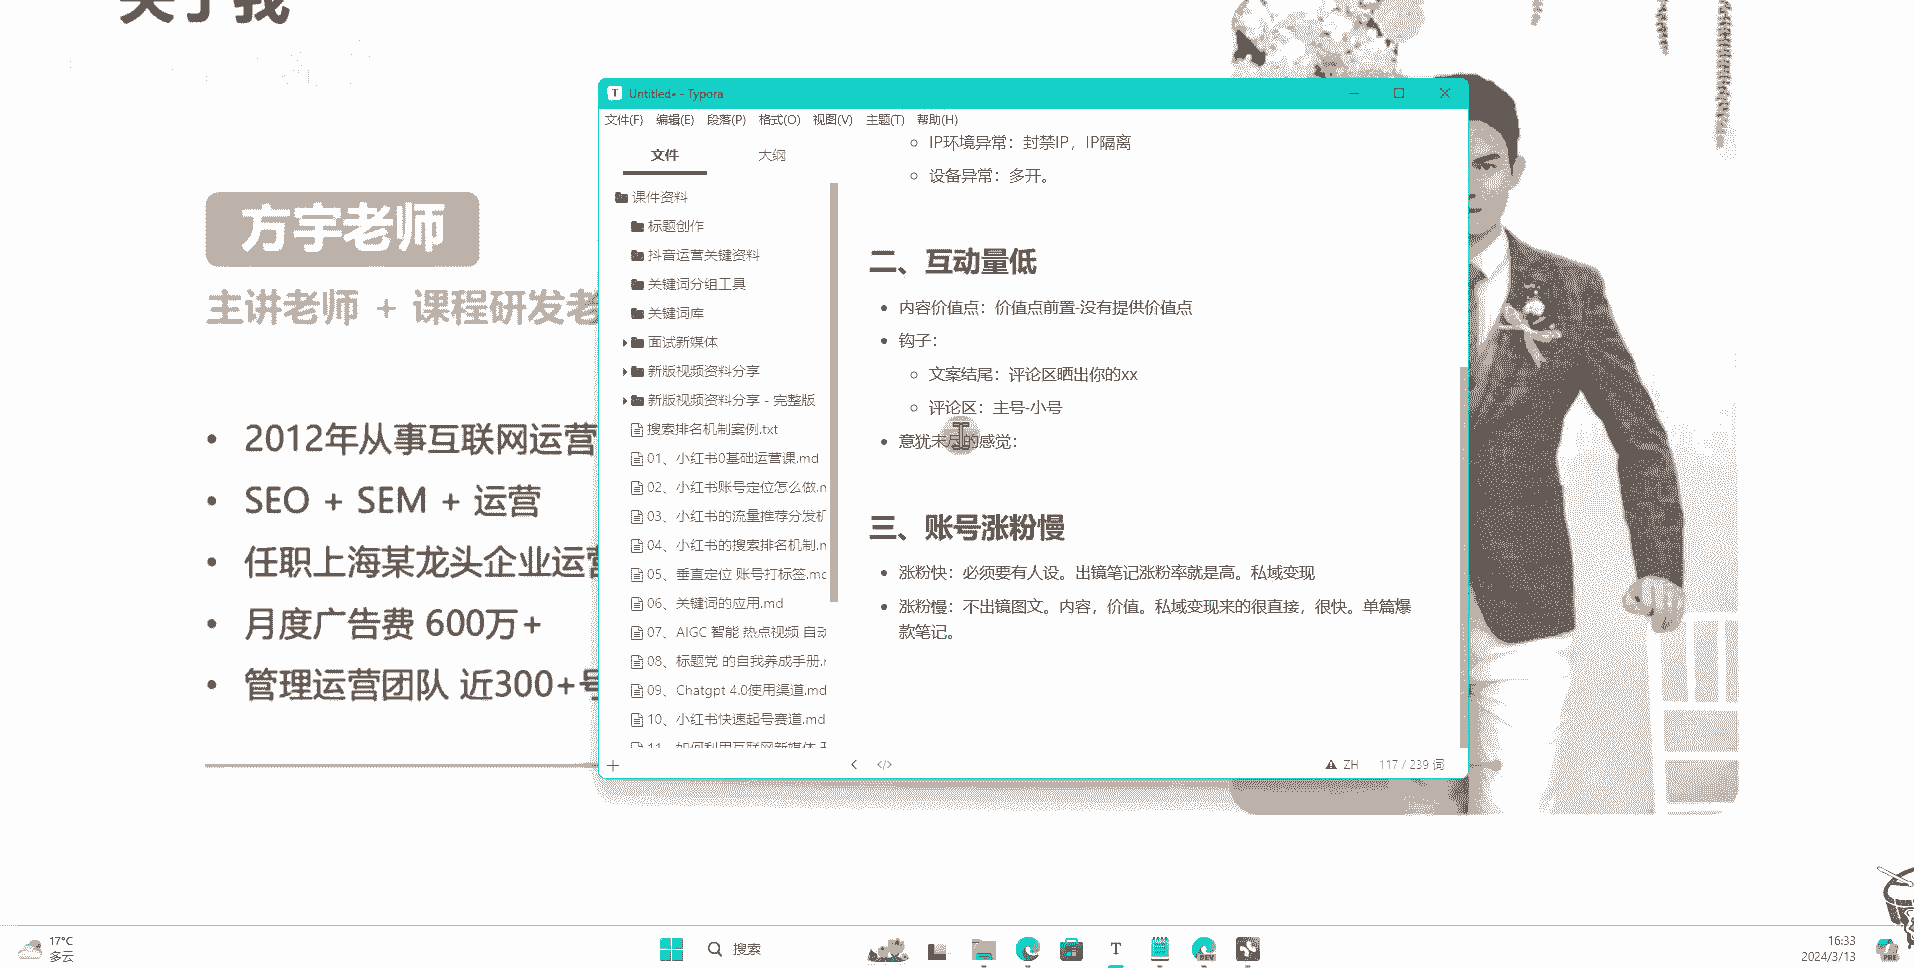 关于我
方宇老师
主讲老师 + 课程研发老
2012年从事互联网运营
SEO + SEM + 运营
任职上海某龙头企业运营
月度广告费 600万+
管理运营团队 近300+号
Untitled• - Typora
文件(F) 编辑(E) 段落(P) 格式(O) 视图(V) 主题(T) 帮助(H)
文件 大纲
课件资料
标题创作
抖音运营关键资料
关键词分组工具
关键词库
面试新媒体
新版视频资料分享
新版视频资料分享 - 完整版
搜索排名机制案例.txt
01、小红书0基础运营课.md
02、小红书账号定位怎么做.m
03、小红书的流量推荐分发机
04、小红书的搜索排名机制.m
05、垂直定位 账号打标签.md
06、关键词的应用.md
07、AIGC 智能 热点视频 自动
08、标题党 的自我养成手册.m
09、Chatgpt 4.0使用渠道.md
10、小红书快速起号赛道.md
11、如何利用互联网新媒体
IP环境异常：封禁IP，IP隔离
设备异常：多开。
二、互动量低
内容价值点：价值点前置-没有提供价值点
钩子：
文案结尾：评论区晒出你的xx
评论区：主号-小号
意犹未尽的感觉：
三、账号涨粉慢
涨粉快：必须要有人设。出镜笔记涨粉率就是高。私域变现
涨粉慢：不出镜图文。内容，价值。私域变现来的很直接，很快。单篇爆
款笔记。
ZH 117 / 239 词
17°C
多云
搜索
16:33
2024/3/13